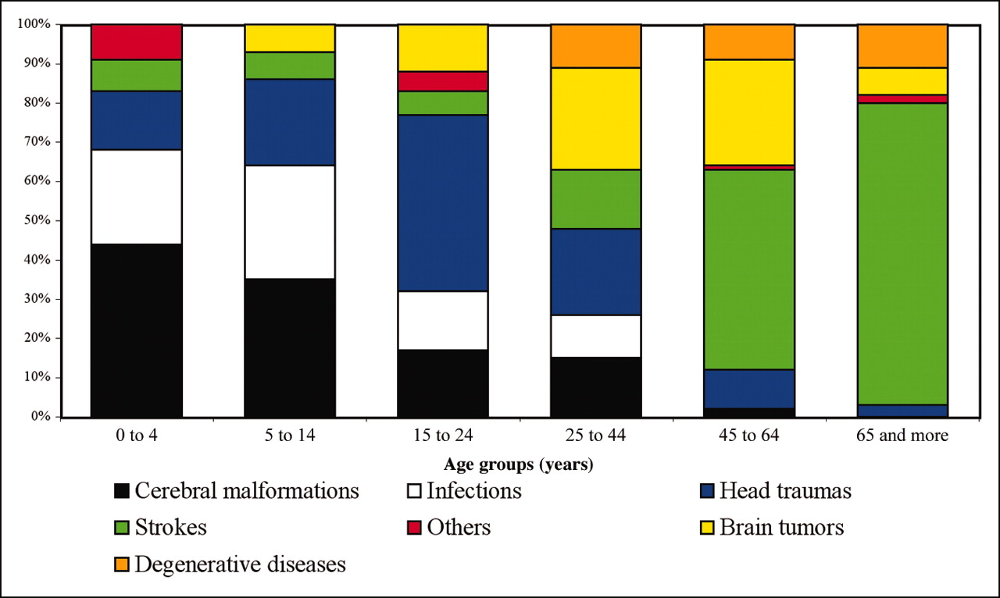 100%
90%
80%
70%
60%
50%
40%
30%
20%
10%
0%
0 to 4 5 to 14 15 to 24 25 to 44 45 to 64 65 and more
Age groups (years)
Cerebral malformations Infections Head traumas
Strokes Others Brain tumors
Degenerative diseases